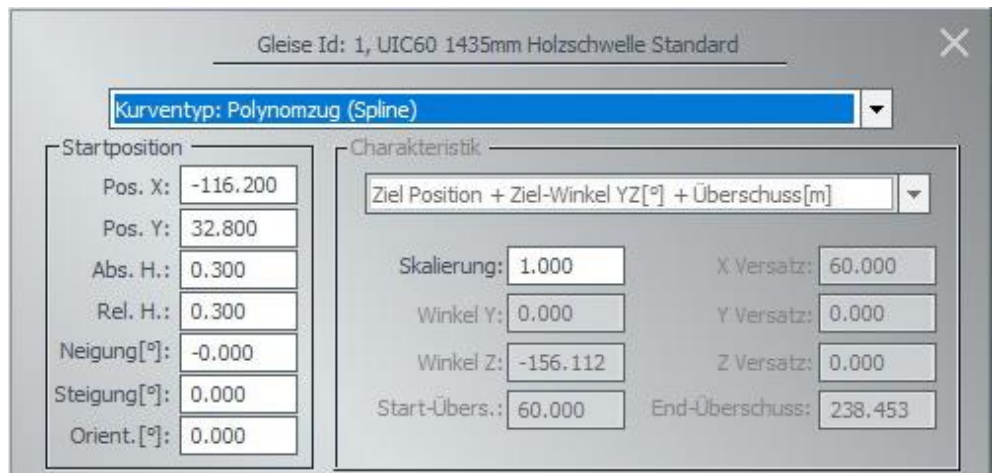 Gleise Id: 1, UIC60 1435mm Holzschwelle Standard
Kurventyp: Polynomzug (Spline)
Startposition
Pos. X: -116.200
Pos. Y: 32.800
Abs. H.: 0.300
Rel. H.: 0.300
Neigung[°]: -0.000
Steigung[°]: 0.000
Orient.[°]: 0.000
Charakteristik
Ziel Position + Ziel-Winkel YZ[°] + Überschuss[m]
Skalierung: 1.000 X Versatz: 60.000
Winkel Y: 0.000 Y Versatz: 0.000
Winkel Z: -156.112 Z Versatz: 0.000
Start-Übers.: 60.000 End-Überschuss: 238.453